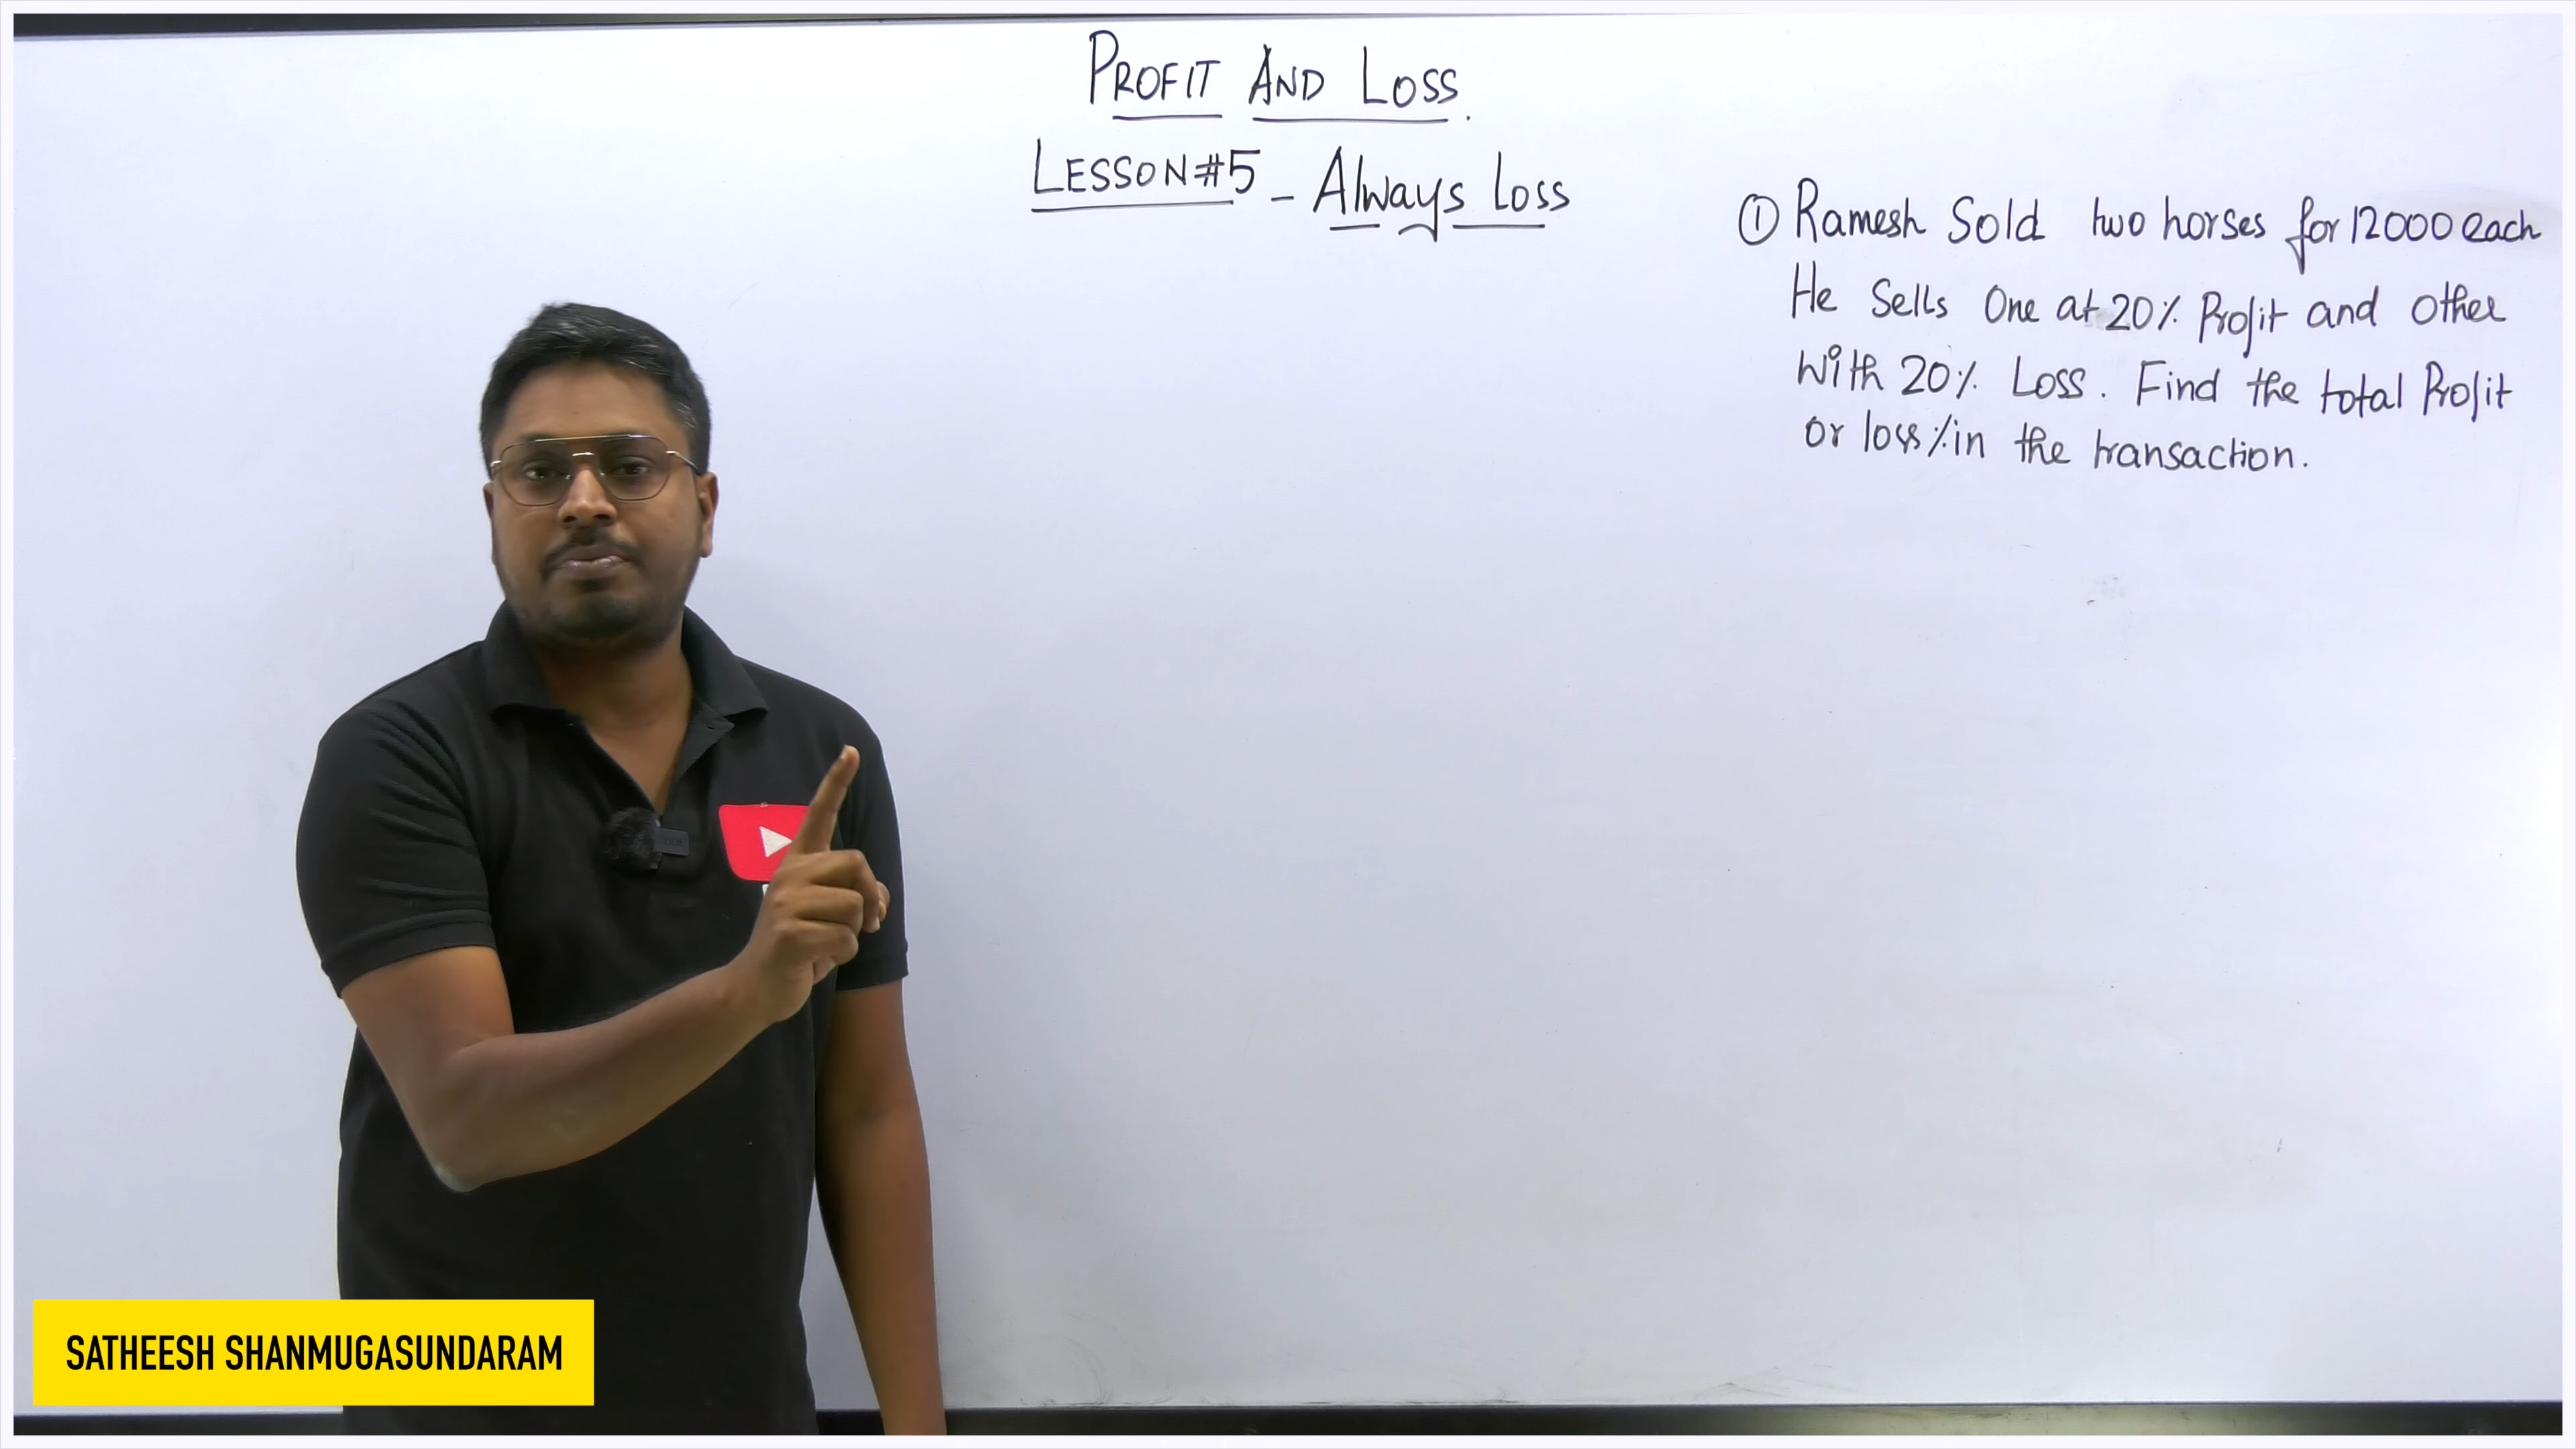 PROFIT AND LOSS.
LESSON#5 - Always Loss
① Ramesh Sold two horses for 12000 each
He Sells One at 20% Profit and other
With 20% Loss. Find the total Profit
or loss % in the transaction.
SATHEESH SHANMUGASUNDARAM